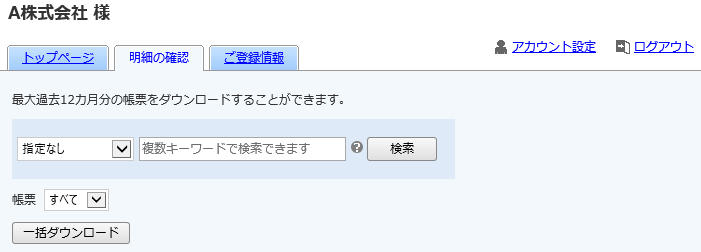 A株式会社 様
アカウント設定 ログアウト
トップページ 明細の確認 ご登録情報
最大過去12カ月分の帳票をダウンロードすることができます。
指定なし 複数キーワードで検索できます ? 検索
帳票 すべて
一括ダウンロード